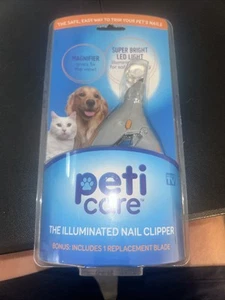 THE SAFE, EASY WAY TO TRIM YOUR PET'S NAILS
MAGNIFIER
SUPER BRIGHT
LED LIGHT
peti
care™
THE ILLUMINATED NAIL CLIPPER
BONUS: INCLUDES 1 REPLACEMENT BLADE